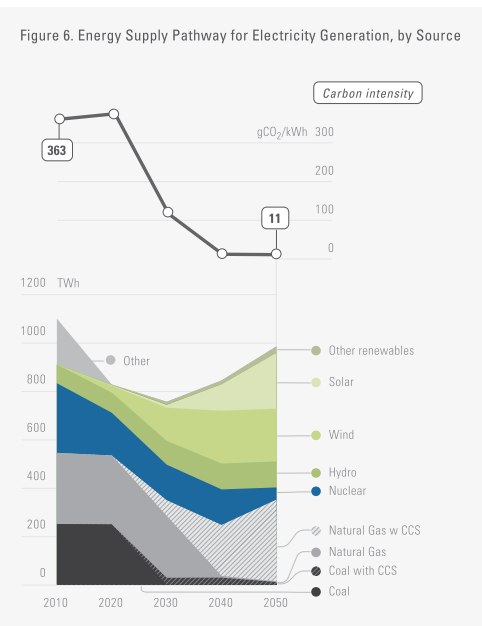 Figure 6. Energy Supply Pathway for Electricity Generation, by Source
Carbon intensity
gCO2/kWh 300
363
200
100
11
0
1200 TWh
1000
Other
Other renewables
800
Solar
600
Wind
400
Hydro
Nuclear
200
Natural Gas w CCS
Natural Gas
0
Coal with CCS
Coal
2010 2020 2030 2040 2050